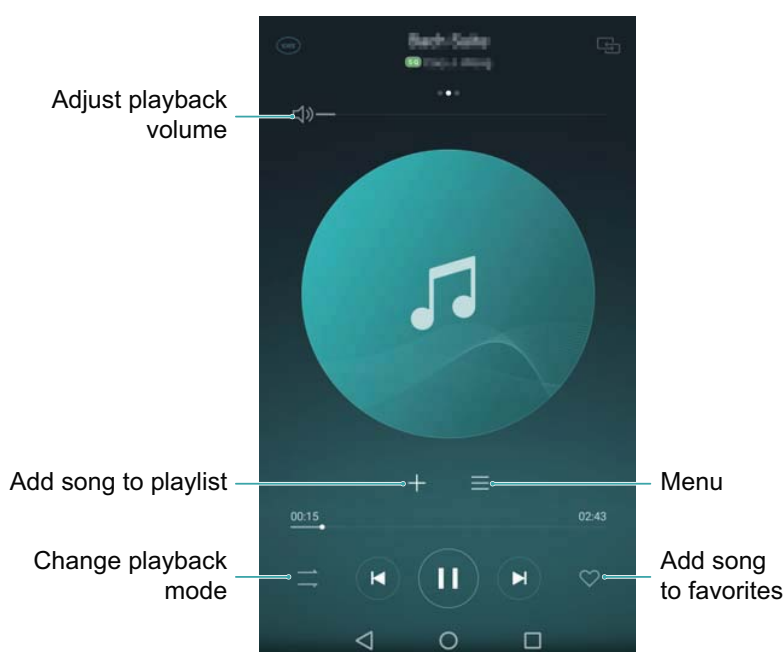 Adjust playback
volume
Add song to playlist
Menu
00:15
02:43
Change playback
mode
Add song
to favorites